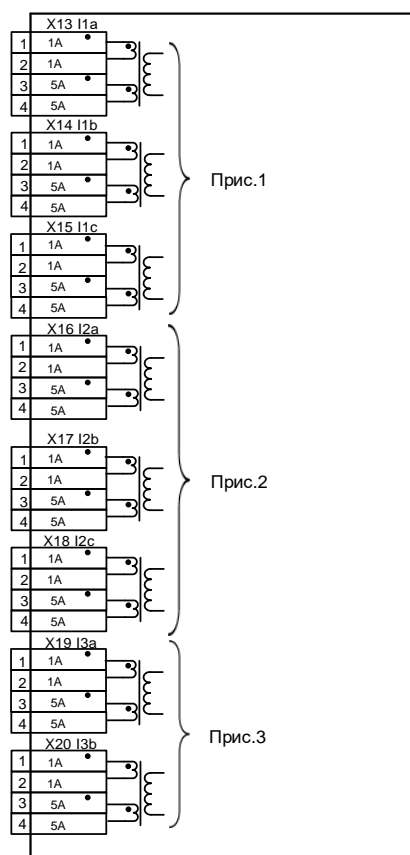 X13 I1a
1 1A
2 1A
3 5A
4 5A
X14 I1b
1 1A
2 1A
3 5A
4 5A
Прис.1
X15 I1c
1 1A
2 1A
3 5A
4 5A
X16 I2a
1 1A
2 1A
3 5A
4 5A
X17 I2b
1 1A
2 1A
3 5A
4 5A
Прис.2
X18 I2c
1 1A
2 1A
3 5A
4 5A
X19 I3a
1 1A
2 1A
3 5A
4 5A
Прис.3
X20 I3b
1 1A
2 1A
3 5A
4 5A